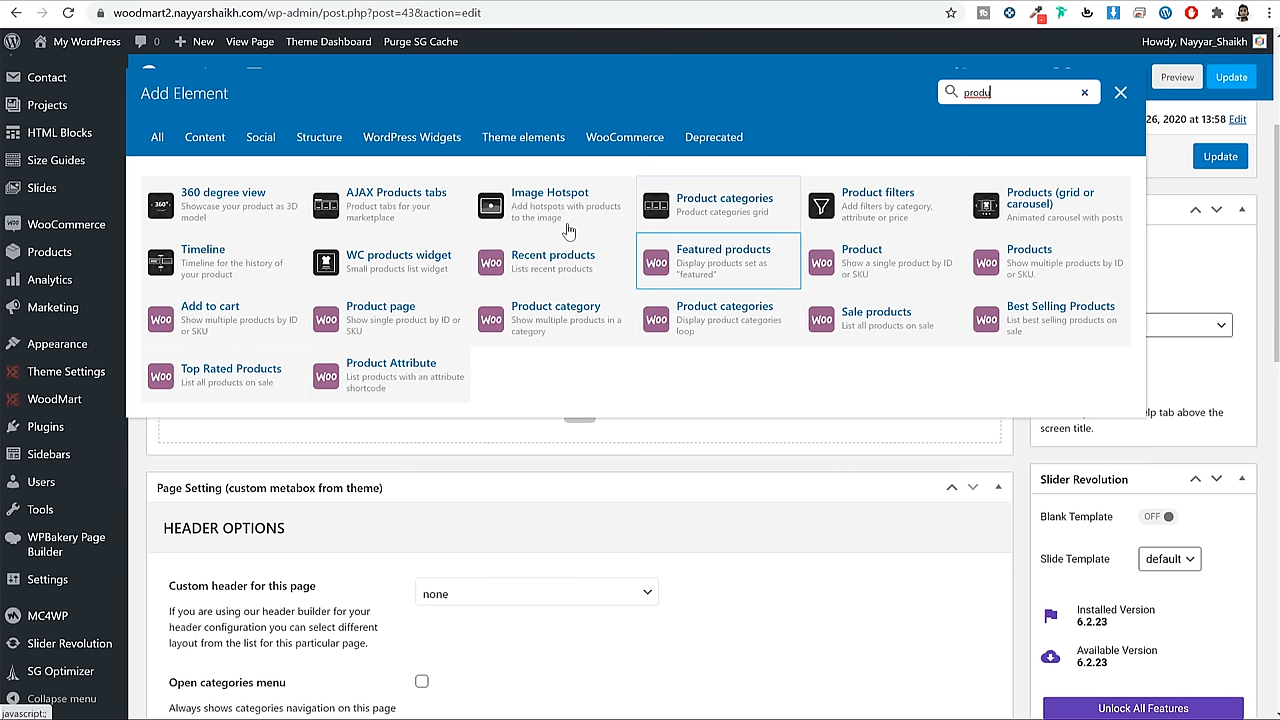 woodmart2.nayyarshaikh.com/wp-admin/post.php?post=43&action=edit
My WordPress
0
New
View Page
Theme Dashboard
Purge SG Cache
Howdy, Nayyar_Shaikh
Contact
Projects
HTML Blocks
Size Guides
Slides
WooCommerce
Products
Analytics
Marketing
Appearance
Theme Settings
WoodMart
Plugins
Sidebars
Users
Tools
WPBakery Page
Builder
Settings
MC4WP
Slider Revolution
SG Optimizer
Collapse menu
javascript:;
Add Element
produ
All
Content
Social
Structure
WordPress Widgets
Theme elements
WooCommerce
Deprecated
360 degree view
Showcase your product as 3D
model
AJAX Products tabs
Product tabs for your
marketplace
Image Hotspot
Add hotspots with products
to the image
Product categories
Product categories grid
Product filters
Add filters by category,
attribute or price
Products (grid or
carousel)
Animated carousel with posts
Timeline
Timeline for the history of
your product
WC products widget
Small products list widget
Woo
Recent products
Lists recent products
Woo
Featured products
Display products set as
"featured"
Woo
Product
Show a single product by ID
or SKU
Woo
Products
Show multiple products by ID
or SKU.
Woo
Add to cart
Show multiple products by ID
or SKU
Woo
Product page
Show single product by ID or
SKU
Woo
Product category
Show multiple products in a
category
Woo
Product categories
Display product categories
loop
Woo
Sale products
List all products on sale
Woo
Best Selling Products
List best selling products on
sale
Woo
Top Rated Products
List all products on sale
Woo
Product Attribute
List products with an attribute
shortcode
Preview
Update
26, 2020 at 13:58 Edit
Update
elp tab above the
screen title.
Page Setting (custom metabox from theme)
HEADER OPTIONS
Custom header for this page
none
If you are using our header builder for your
header configuration you can select different
layout from the list for this particular page.
Open categories menu
Always shows categories navigation on this page
Slider Revolution
Blank Template
OFF
Slide Template
default
Installed Version
6.2.23
Available Version
6.2.23
Unlock All Features